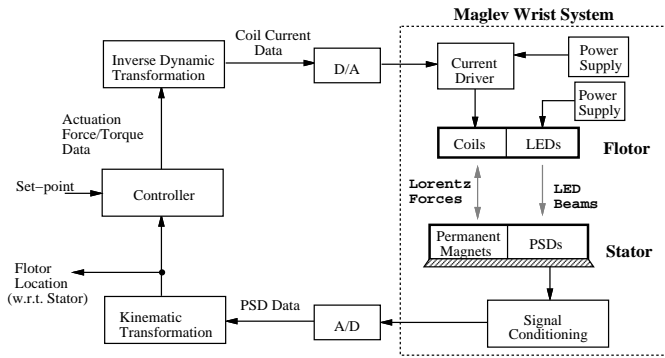 Maglev Wrist System
Coil Current
Data
Inverse Dynamic
Transformation
D/A
Current
Driver
Power
Supply
Power
Supply
Actuation
Force/Torque
Data
Coils
LEDs
Flotor
Set-point
Controller
Lorentz
Forces
LED
Beams
Permanent
Magnets
PSDs
Stator
Flotor
Location
(w.r.t. Stator)
Kinematic
Transformation
PSD Data
A/D
Signal
Conditioning